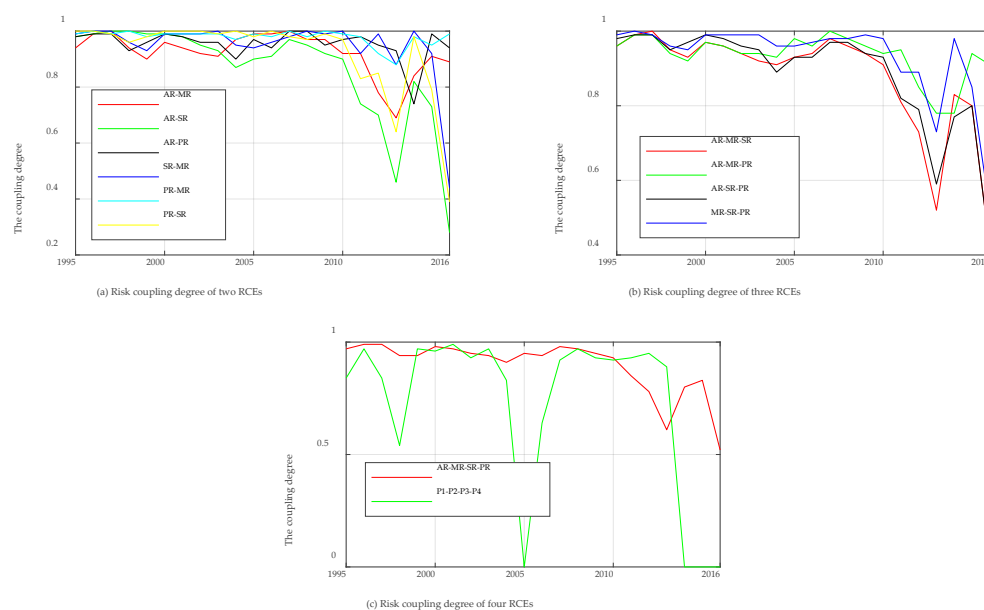 1
0.8
0.6
0.4
0.2
The coupling degree
AR-MR
AR-SR
AR-PR
SR-MR
PR-MR
PR-SR
1995
2000
2005
2010
2016
(a) Risk coupling degree of two RCEs
1
0.8
0.6
0.4
The coupling degree
AR-MR-SR
AR-MR-PR
AR-SR-PR
MR-SR-PR
1995
2000
2005
2010
201
(b) Risk coupling degree of three RCEs
1
0.5
0
The coupling degree
AR-MR-SR-PR
P1-P2-P3-P4
1995
2000
2005
2010
2016
(c) Risk coupling degree of four RCEs